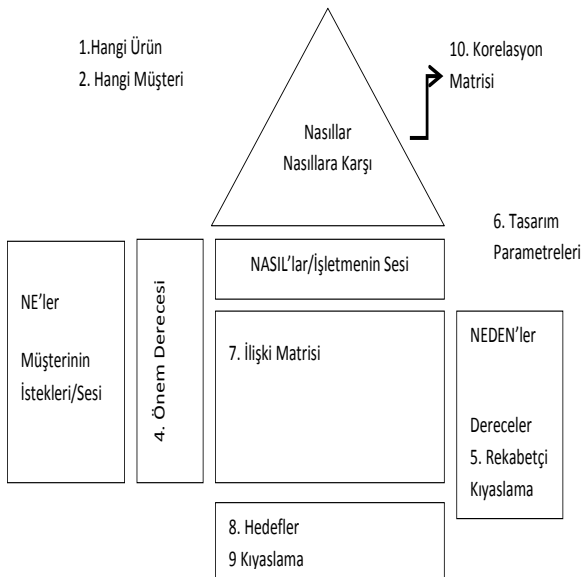 1.Hangi Ürün
2. Hangi Müşteri
10. Korelasyon
Matrisi
Nasıllar
Nasıllara Karşı
6. Tasarım
Parametreleri
NASIL'lar/İşletmenin Sesi
NE'ler
Müşterinin
İstekleri/Sesi
4. Önem Derecesi
7. İlişki Matrisi
NEDEN'ler
Dereceler
5. Rekabetçi
Kıyaslama
8. Hedefler
9 Kıyaslama